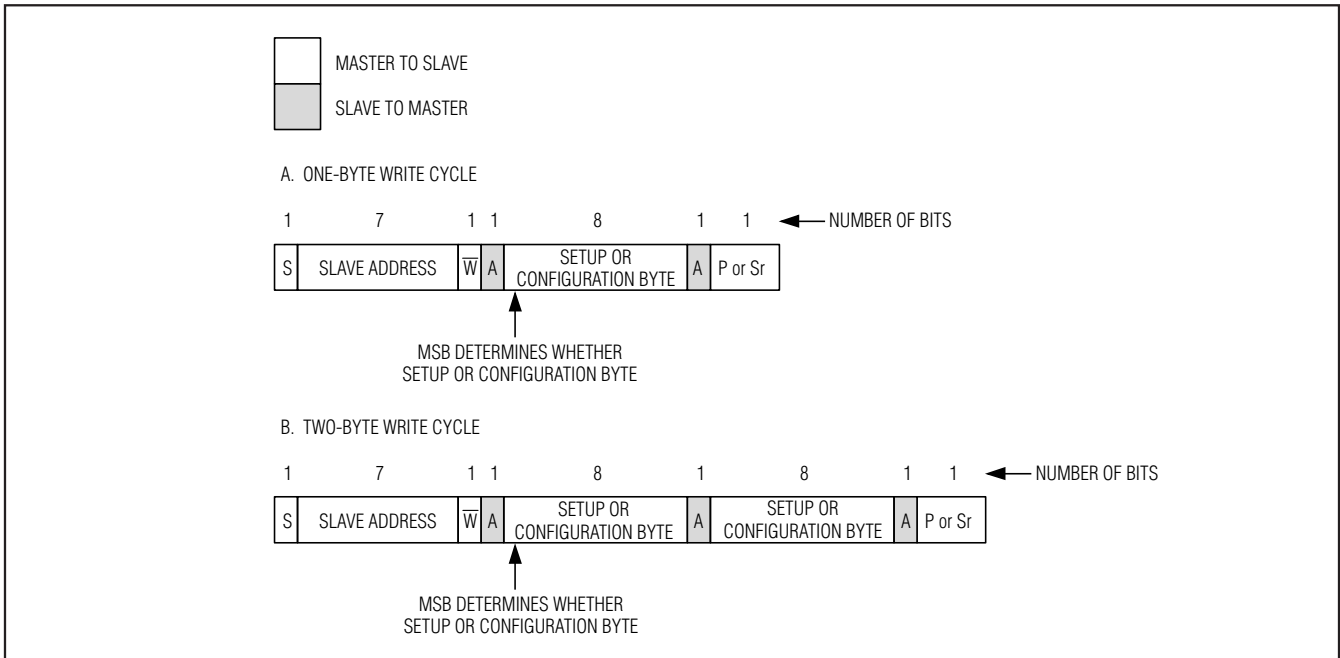 MASTER TO SLAVE
SLAVE TO MASTER
A. ONE-BYTE WRITE CYCLE
1 7 1 1 8 1 1 NUMBER OF BITS
S SLAVE ADDRESS W̅ A SETUP OR CONFIGURATION BYTE A P or Sr
MSB DETERMINES WHETHER
SETUP OR CONFIGURATION BYTE
B. TWO-BYTE WRITE CYCLE
1 7 1 1 8 1 8 1 1 NUMBER OF BITS
S SLAVE ADDRESS W̅ A SETUP OR CONFIGURATION BYTE A SETUP OR CONFIGURATION BYTE A P or Sr
MSB DETERMINES WHETHER
SETUP OR CONFIGURATION BYTE